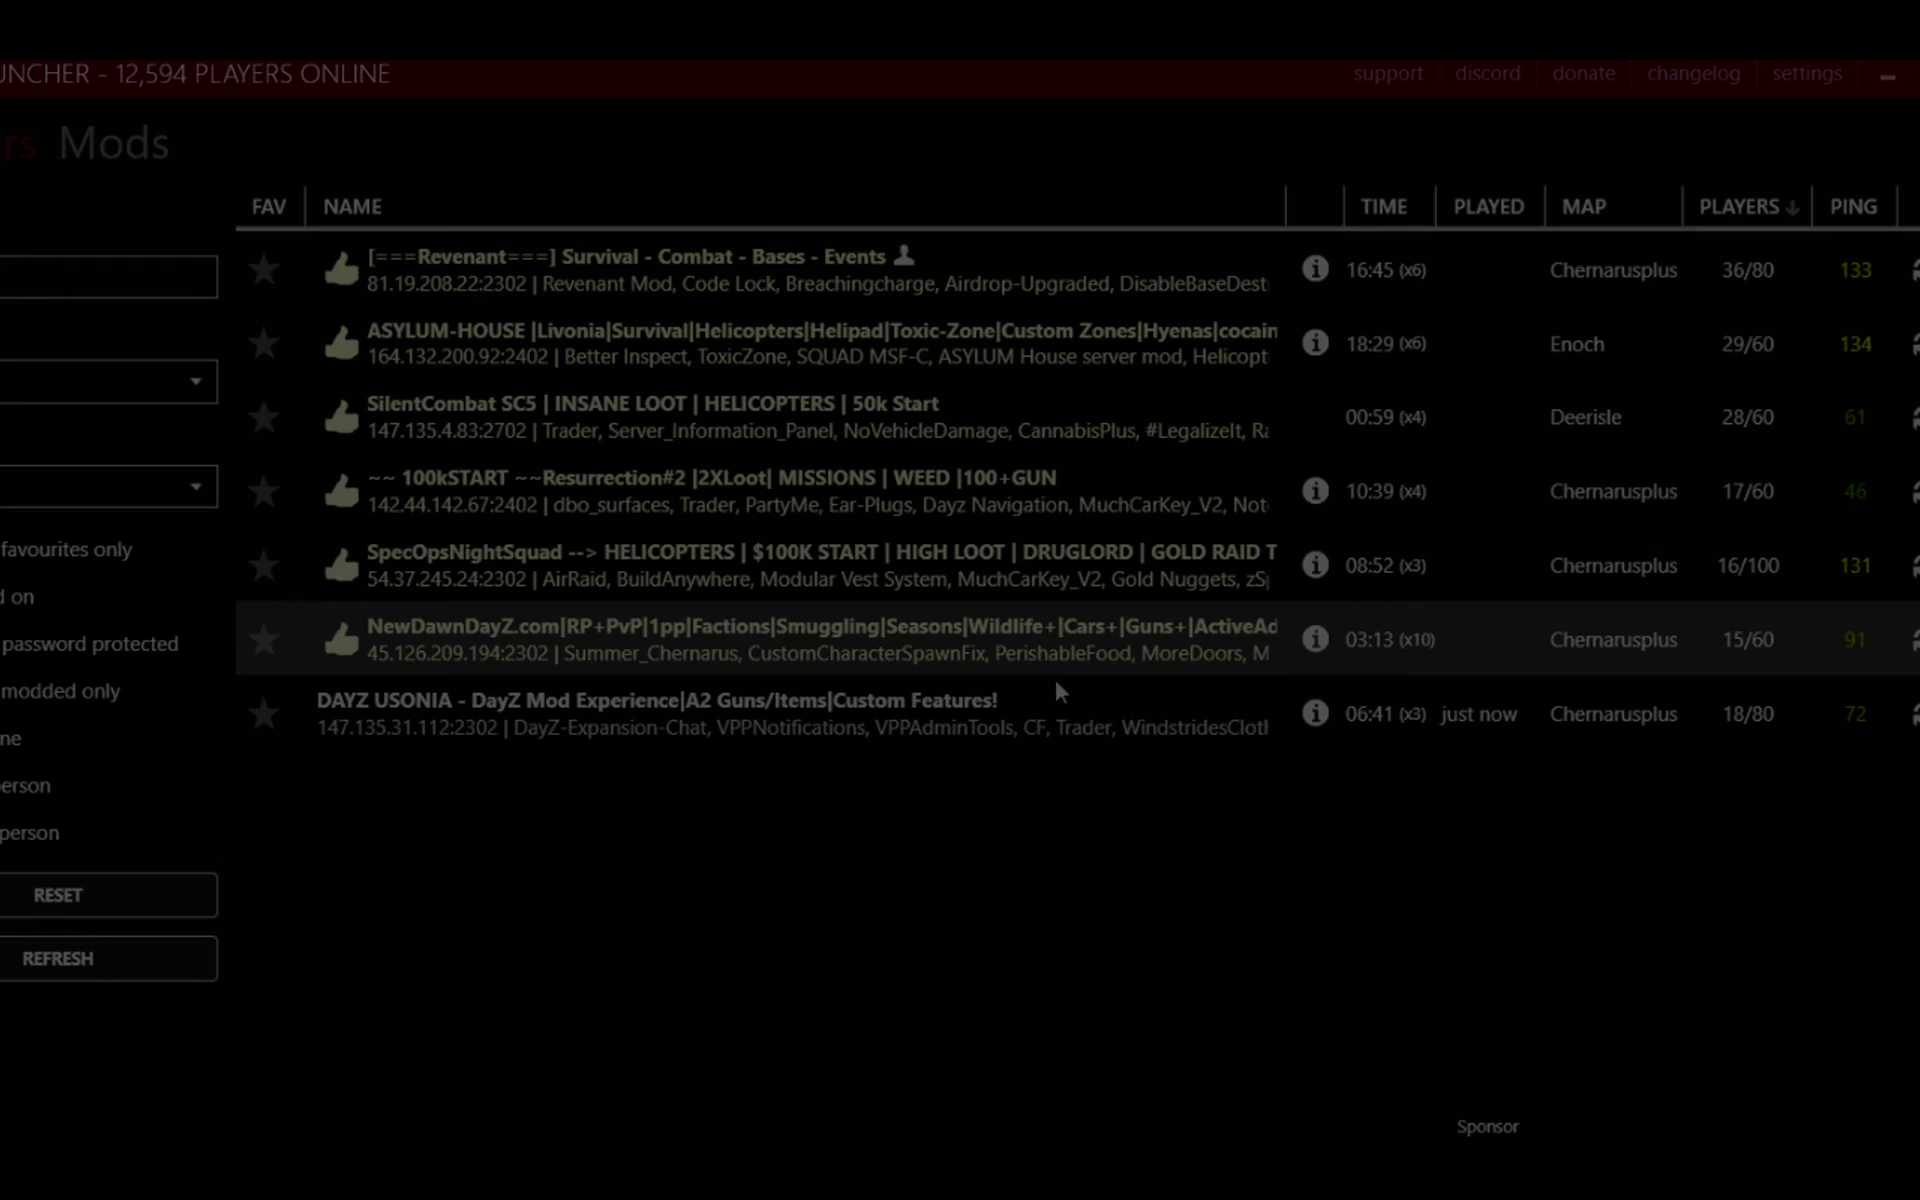 UNCHER - 12,594 PLAYERS ONLINE
support discord donate changelog settings
rs Mods
FAV NAME TIME PLAYED MAP PLAYERS PING
[===Revenant===] Survival - Combat - Bases - Events
81.19.208.22:2302 | Revenant Mod, Code Lock, Breachingcharge, Airdrop-Upgraded, DisableBaseDest
16:45 (x6) Chernarusplus 36/80 133
ASYLUM-HOUSE |Livonia|Survival|Helicopters|Helipad|Toxic-Zone|Custom Zones|Hyenas|cocain
164.132.200.92:2402 | Better Inspect, ToxicZone, SQUAD MSF-C, ASYLUM House server mod, Helicopt
18:29 (x6) Enoch 29/60 134
SilentCombat SC5 | INSANE LOOT | HELICOPTERS | 50k Start
147.135.4.83:2702 | Trader, Server_Information_Panel, NoVehicleDamage, CannabisPlus, #LegalizeIt, Ra
00:59 (x4) Deerisle 28/60 61
~~ 100kSTART ~~Resurrection#2 |2XLoot| MISSIONS | WEED |100+GUN
142.44.142.67:2402 | dbo_surfaces, Trader, PartyMe, Ear-Plugs, Dayz Navigation, MuchCarKey_V2, Not
10:39 (x4) Chernarusplus 17/60 46
SpecOpsNightSquad --> HELICOPTERS | $100K START | HIGH LOOT | DRUGLORD | GOLD RAID T
54.37.245.24:2302 | AirRaid, BuildAnywhere, Modular Vest System, MuchCarKey_V2, Gold Nuggets, zSp
08:52 (x3) Chernarusplus 16/100 131
NewDawnDayZ.com|RP+PvP|1pp|Factions|Smuggling|Seasons|Wildlife+|Cars+|Guns+|ActiveAd
45.126.209.194:2302 | Summer_Chernarus, CustomCharacterSpawnFix, PerishableFood, MoreDoors, M
03:13 (x10) Chernarusplus 15/60 91
DAYZ USONIA - DayZ Mod Experience|A2 Guns/Items|Custom Features!
147.135.31.112:2302 | DayZ-Expansion-Chat, VPPNotifications, VPPAdminTools, CF, Trader, WindstridesCloth
06:41 (x3) just now Chernarusplus 18/80 72
favourites only
d on
password protected
modded only
ne
erson
person
RESET
REFRESH
Sponsor